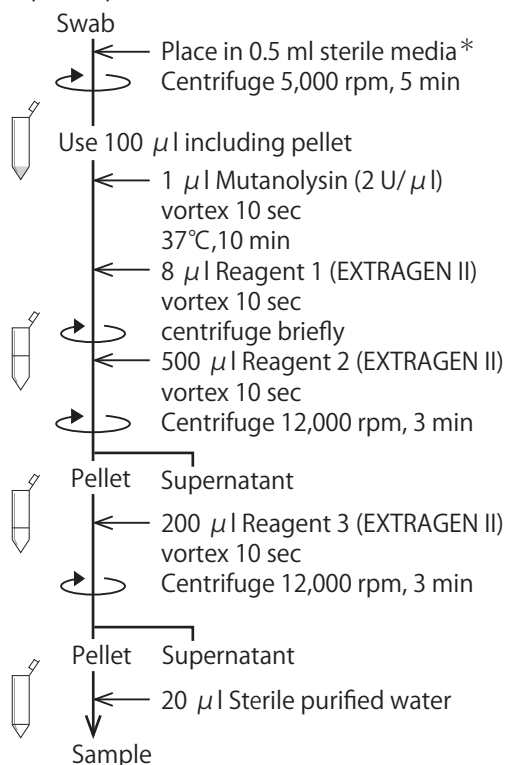 Swab
Place in 0.5 ml sterile media*
Centrifuge 5,000 rpm, 5 min
Use 100 μl including pellet
1 μl Mutanolysin (2 U/μl)
vortex 10 sec
37℃,10 min
8 μl Reagent 1 (EXTRAGEN II)
vortex 10 sec
centrifuge briefly
500 μl Reagent 2 (EXTRAGEN II)
vortex 10 sec
Centrifuge 12,000 rpm, 3 min
Pellet Supernatant
200 μl Reagent 3 (EXTRAGEN II)
vortex 10 sec
Centrifuge 12,000 rpm, 3 min
Pellet Supernatant
20 μl Sterile purified water
Sample